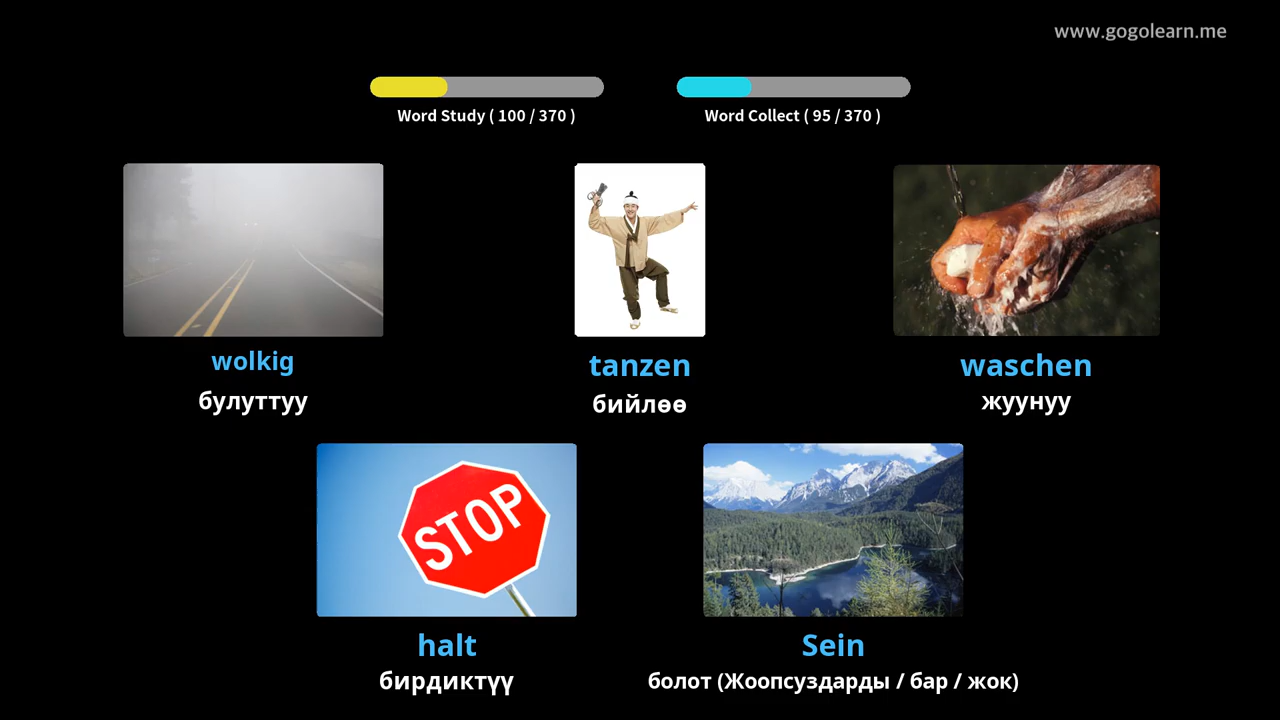 www.gogolearn.me
Word Study ( 100 / 370 )
Word Collect ( 95 / 370 )
wolkig
булуттуу
tanzen
бийлөө
waschen
жуунуу
STOP
halt
бирдиктүү
Sein
болот (Жоопсуздарды / бар / жок)